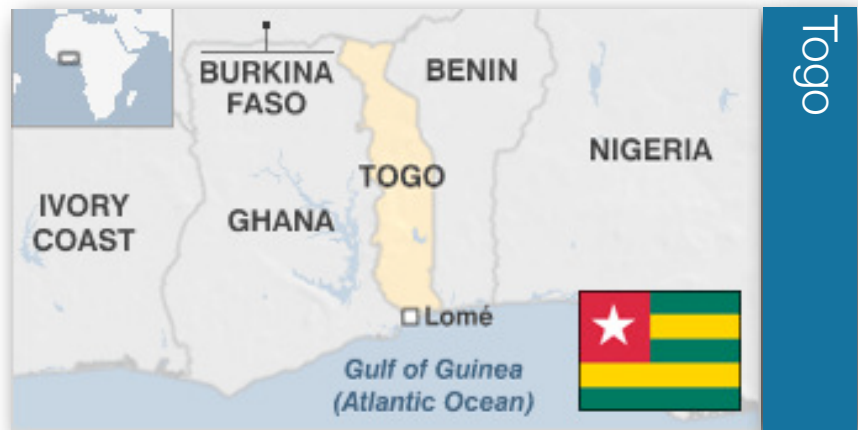 BURKINA
FASO
BENIN
NIGERIA
TOGO
IVORY
COAST
GHANA
Lomé
Gulf of Guinea
(Atlantic Ocean)
Togo